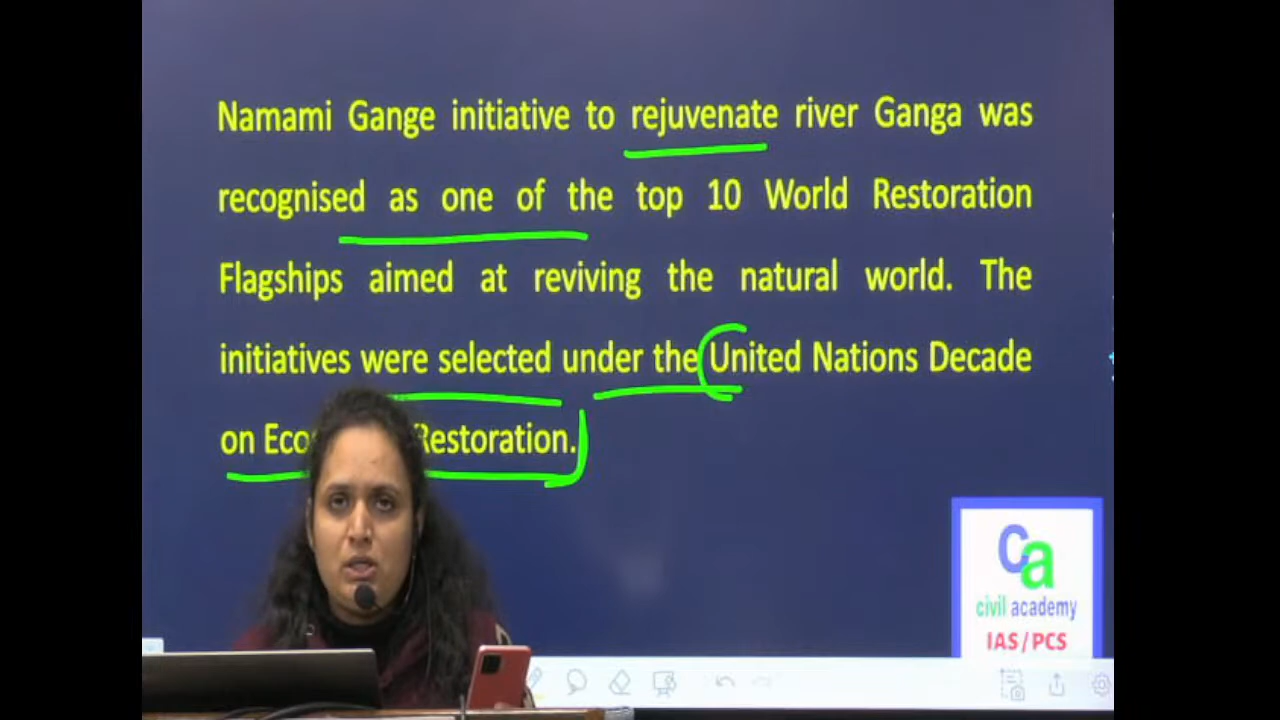 Namami Gange initiative to rejuvenate river Ganga was
recognised as one of the top 10 World Restoration
Flagships aimed at reviving the natural world. The
initiatives were selected under the United Nations Decade
on Eco Restoration.
Ca
civil academy
IAS/PCS